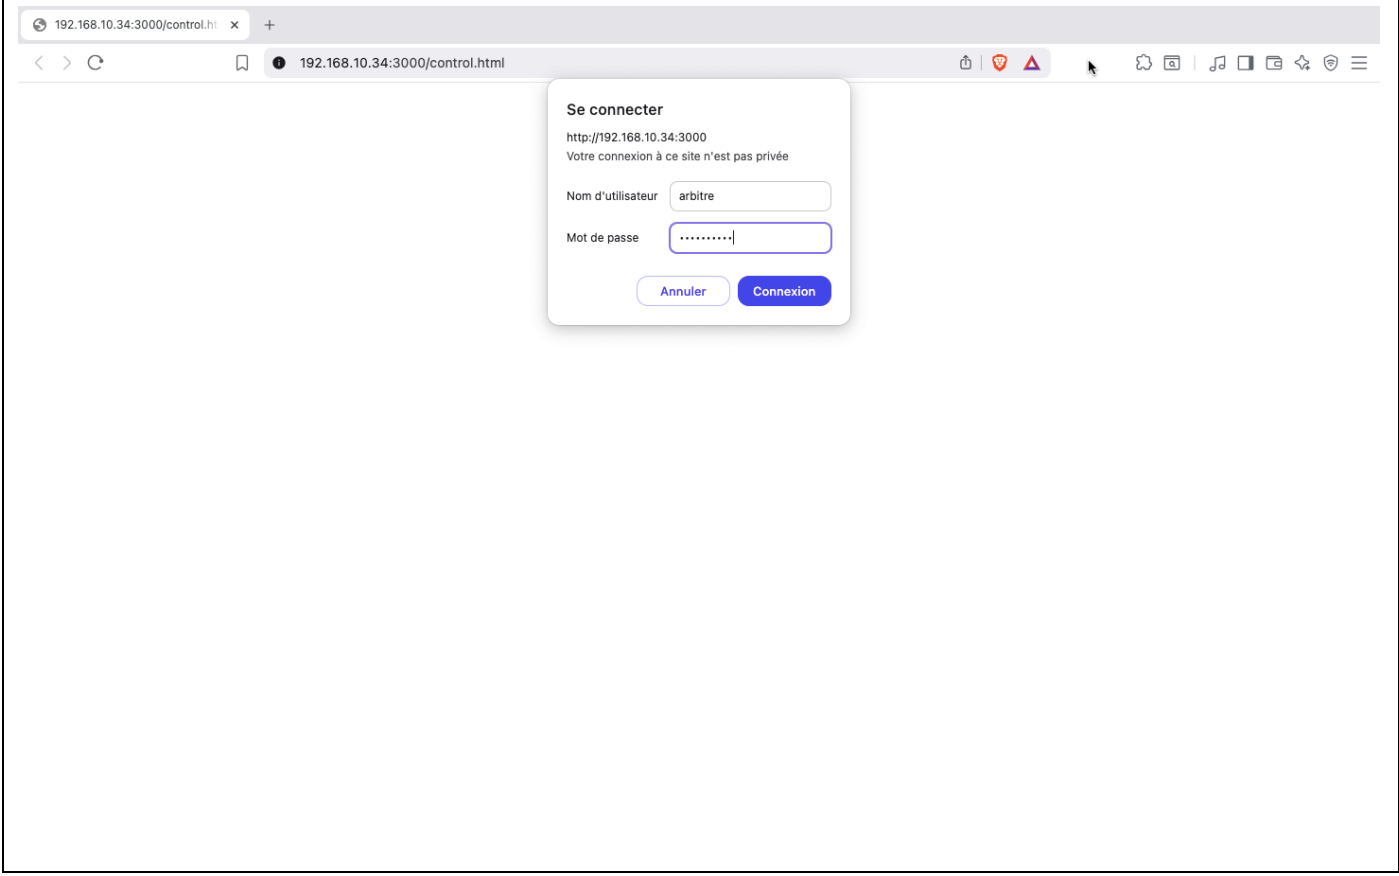 192.168.10.34:3000/control.ht
192.168.10.34:3000/control.html
Se connecter
http://192.168.10.34:3000
Votre connexion à ce site n'est pas privée
Nom d'utilisateur arbitre
Mot de passe ••••••••••
Annuler Connexion